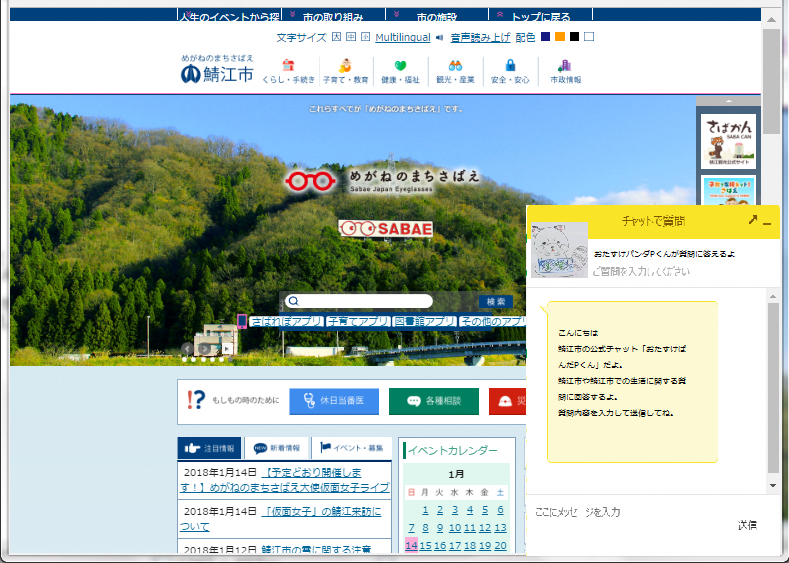 人生のイベントから探
市の取り組み
市の施設
トップに戻る
文字サイズ 大 中 小 Multilingual 音声読み上げ 配色
めがねのまちさばえ
鯖江市
くらし・手続き
子育て・教育
健康・福祉
観光・産業
安全・安心
市政情報
これらすべてが「めがねのまちさばえ」です。
めがねのまちさばえ
Sabae Japan Eyeglasses
SABAE
検索
さばれぽアプリ 子育てアプリ 図書館アプリ その他のアプリ
さばかん
SABA CAN
鯖江観光公式サイト
チャットで質問
おたすけパンダPくんが質問に答えるよ
ご質問を入力してください
こんにちは
鯖江市の公式チャット「おたすけぱ
んだPくん」だよ。
鯖江市や鯖江市での生活に関する質
問に回答するよ。
質問内容を入力して送信してね。
ここにメッセージを入力
送信
!? もしもの時のために
休日当番医
各種相談
災
注目情報
NEW 新着情報
イベント・募集
2018年1月14日 【予定どおり開催しま
す！】めがねのまちさばえ大使仮面女子ライブ
2018年1月14日 「仮面女子」の鯖江来訪に
ついて
2018年1月12日 鯖江市の雪に関する注意
イベントカレンダー
1月
日 月 火 水 木 金 土
1 2 3 4 5 6
7 8 9 10 11 12 13
14 15 16 17 18 19 20